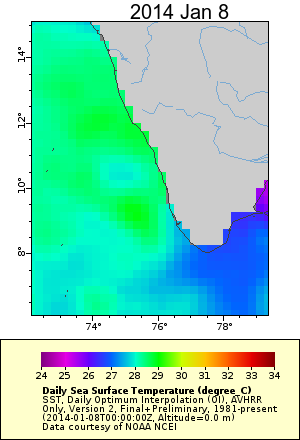 2014 Jan 8
14°
12°
10°
8°
74° 76° 78°
24 25 26 27 28 29 30 31 32 33 34
Daily Sea Surface Temperature (degree_C)
SST, Daily Optimum Interpolation (OI), AVHRR
Only, Version 2, Final+Preliminary, 1981-present
(2014-01-08T00:00:00Z, Altitude=0.0 m)
Data courtesy of NOAA NCEI